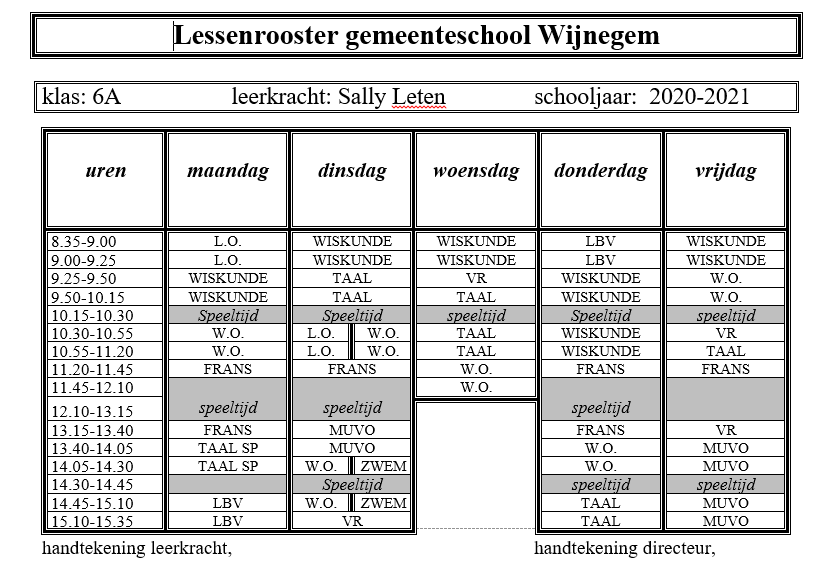 Lessenrooster gemeenteschool Wijnegem
klas: 6A leerkracht: Sally Leten schooljaar: 2020-2021
uren maandag dinsdag woensdag donderdag vrijdag
8.35-9.00 L.O. WISKUNDE WISKUNDE LBV WISKUNDE
9.00-9.25 L.O. WISKUNDE WISKUNDE LBV WISKUNDE
9.25-9.50 WISKUNDE TAAL VR WISKUNDE W.O.
9.50-10.15 WISKUNDE TAAL TAAL WISKUNDE W.O.
10.15-10.30 Speeltijd Speeltijd speeltijd Speeltijd speeltijd
10.30-10.55 W.O. L.O. W.O. TAAL WISKUNDE VR
10.55-11.20 W.O. L.O. W.O. TAAL WISKUNDE TAAL
11.20-11.45 FRANS FRANS W.O. FRANS FRANS
11.45-12.10 W.O.
12.10-13.15 speeltijd speeltijd speeltijd
13.15-13.40 FRANS MUVO FRANS VR
13.40-14.05 TAAL SP MUVO W.O. MUVO
14.05-14.30 TAAL SP W.O. ZWEM W.O. MUVO
14.30-14.45 Speeltijd speeltijd speeltijd
14.45-15.10 LBV W.O. ZWEM TAAL MUVO
15.10-15.35 LBV VR TAAL MUVO
handtekening leerkracht, handtekening directeur,